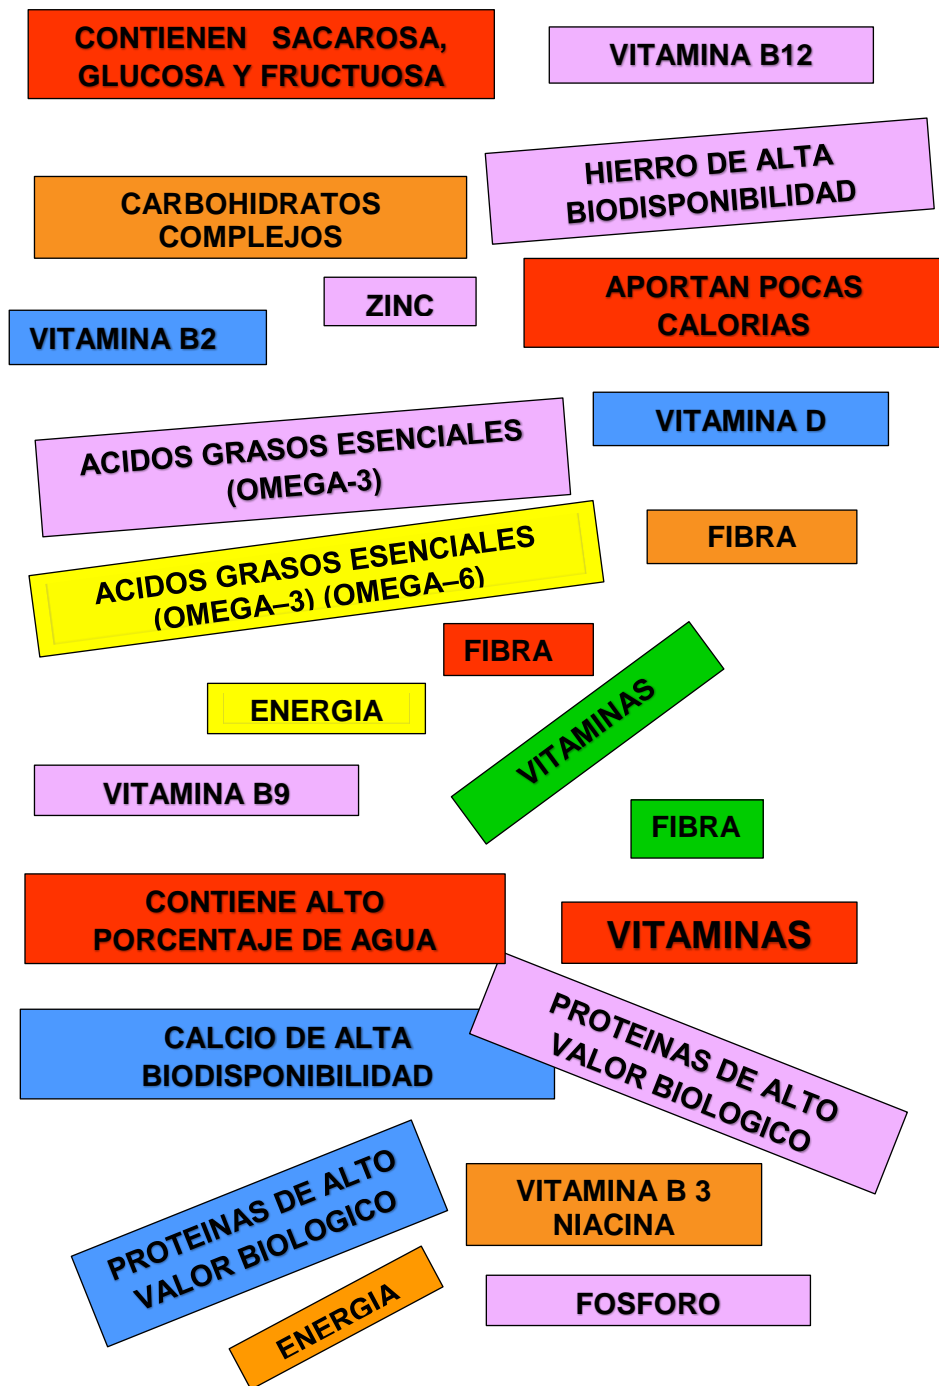 CONTIENEN SACAROSA,
GLUCOSA Y FRUCTUOSA
VITAMINA B12
HIERRO DE ALTA
BIODISPONIBILIDAD
CARBOHIDRATOS
COMPLEJOS
ZINC
APORTAN POCAS
CALORIAS
VITAMINA B2
VITAMINA D
ACIDOS GRASOS ESENCIALES
(OMEGA-3)
FIBRA
ACIDOS GRASOS ESENCIALES
(OMEGA–3) (OMEGA–6)
FIBRA
VITAMINAS
ENERGIA
VITAMINA B9
FIBRA
CONTIENE ALTO
PORCENTAJE DE AGUA
VITAMINAS
PROTEINAS DE ALTO
VALOR BIOLOGICO
CALCIO DE ALTA
BIODISPONIBILIDAD
PROTEINAS DE ALTO
VALOR BIOLOGICO
VITAMINA B 3
NIACINA
ENERGIA
FOSFORO